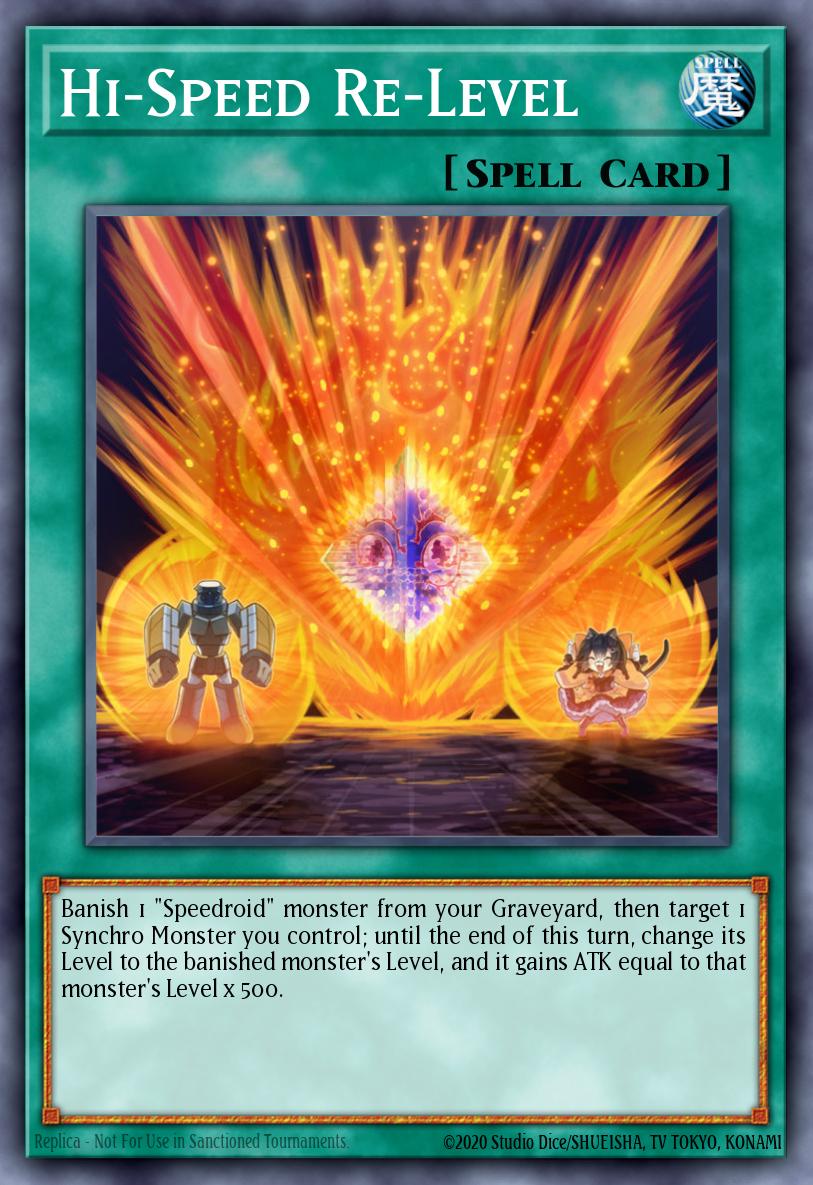 Hi-Speed Re-Level
SPELL
魔
[ Spell Card ]
Banish 1 "Speedroid" monster from your Graveyard, then target 1
Synchro Monster you control; until the end of this turn, change its
Level to the banished monster's Level, and it gains ATK equal to that
monster's Level x 500.
Replica - Not For Use in Sanctioned Tournaments.
©2020 Studio Dice/SHUEISHA, TV TOKYO, KONAMI